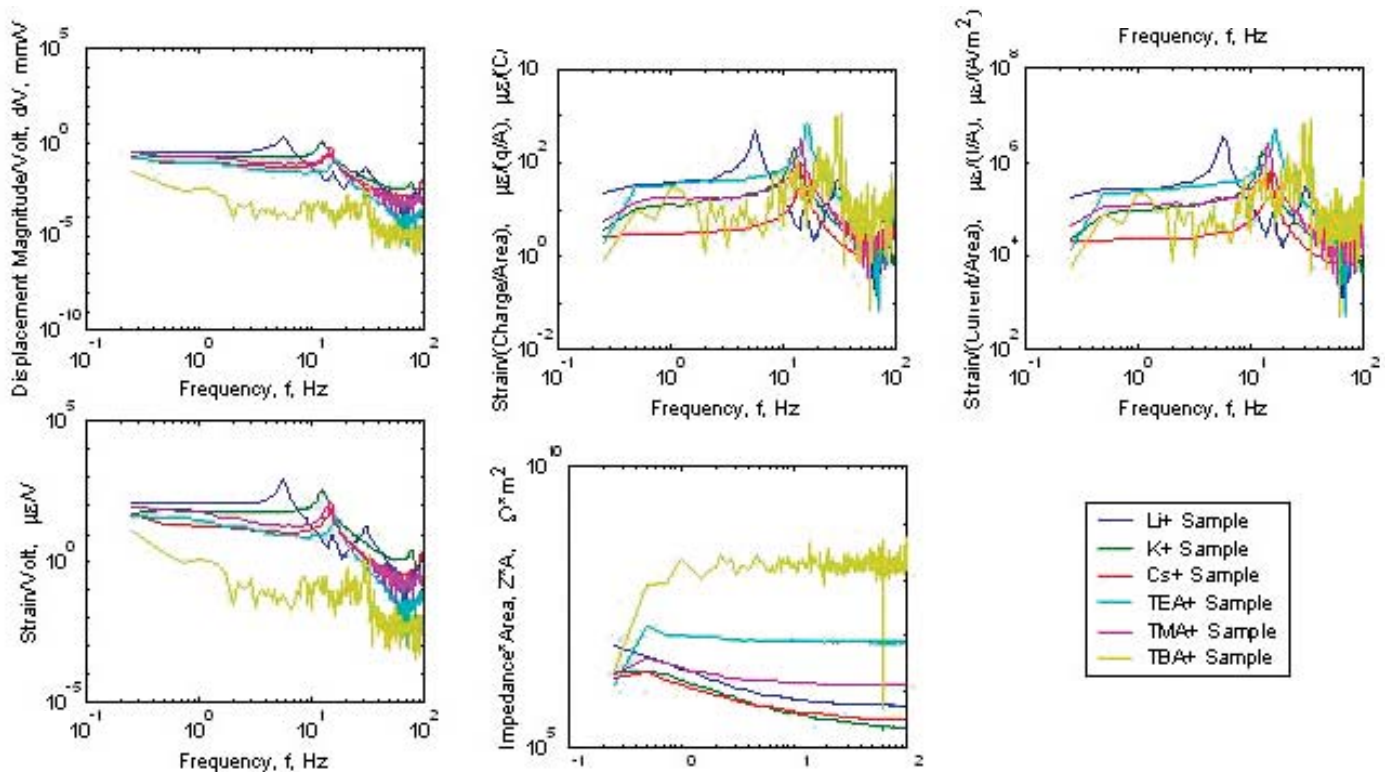 Displacement Magnitude/Volt, d/V, mm/V
10^5
10^0
10^-5
10^-10
10^-1
10^0
10^1
10^2
Frequency, f, Hz
Strain/(Charge/Area), με/(q/A), με/(C/
10
10^2
10^0
10^-2
10^-1
10^0
10^1
10^2
Frequency, f, Hz
Frequency, f, Hz
Strain/(Current/Area), με/(I/A), με/(A/m^2)
10^8
10^6
10^4
10^2
10^-1
10^0
10^1
10^2
Frequency, f, Hz
Strain/Volt, με/V
10^5
10^0
10^-5
10^-1
10^0
10^1
10^2
Frequency, f, Hz
Impedance*Area, Z*A, Ω*m^2
10^10
10^5
-1
0
1
2
Li+ Sample
K+ Sample
Cs+ Sample
TEA+ Sample
TMA+ Sample
TBA+ Sample